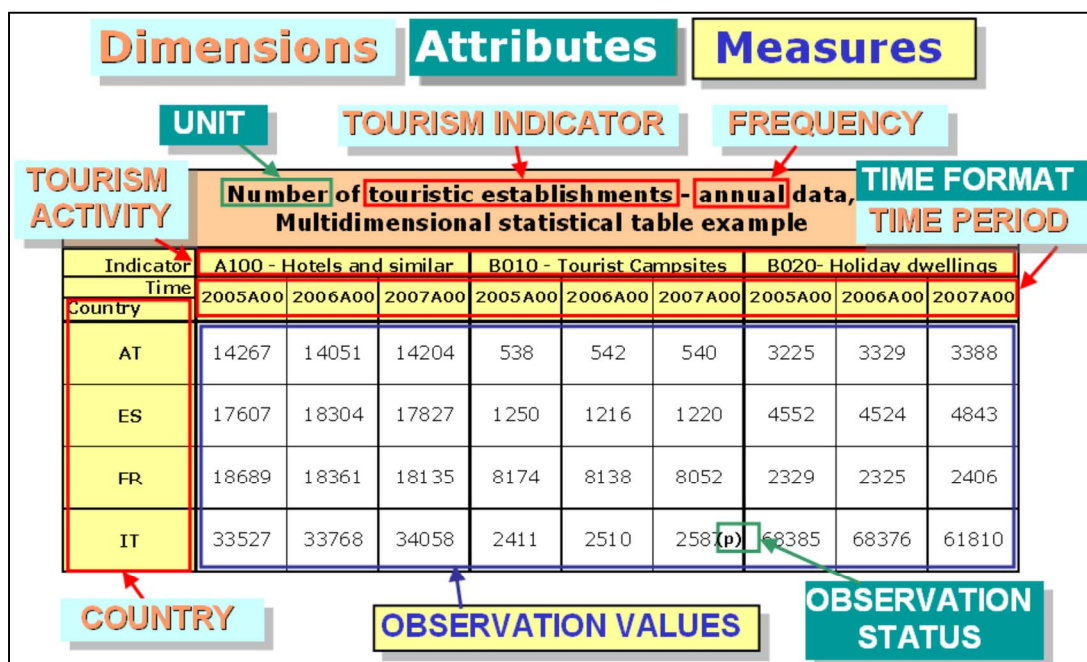 Dimensions Attributes Measures
UNIT TOURISM INDICATOR FREQUENCY
TOURISM
ACTIVITY
Number of touristic establishments - annual data,
Multidimensional statistical table example
TIME FORMAT
TIME PERIOD
Indicator A100 - Hotels and similar B010 - Tourist Campsites B020- Holiday dwellings
Time
Country
2005A00 2006A00 2007A00 2005A00 2006A00 2007A00 2005A00 2006A00 2007A00
AT 14267 14051 14204 538 542 540 3225 3329 3388
ES 17607 18304 17827 1250 1216 1220 4552 4524 4843
FR 18689 18361 18135 8174 8138 8052 2329 2325 2406
IT 33527 33768 34058 2411 2510 2587(p) 68385 68376 61810
COUNTRY
OBSERVATION VALUES
OBSERVATION
STATUS